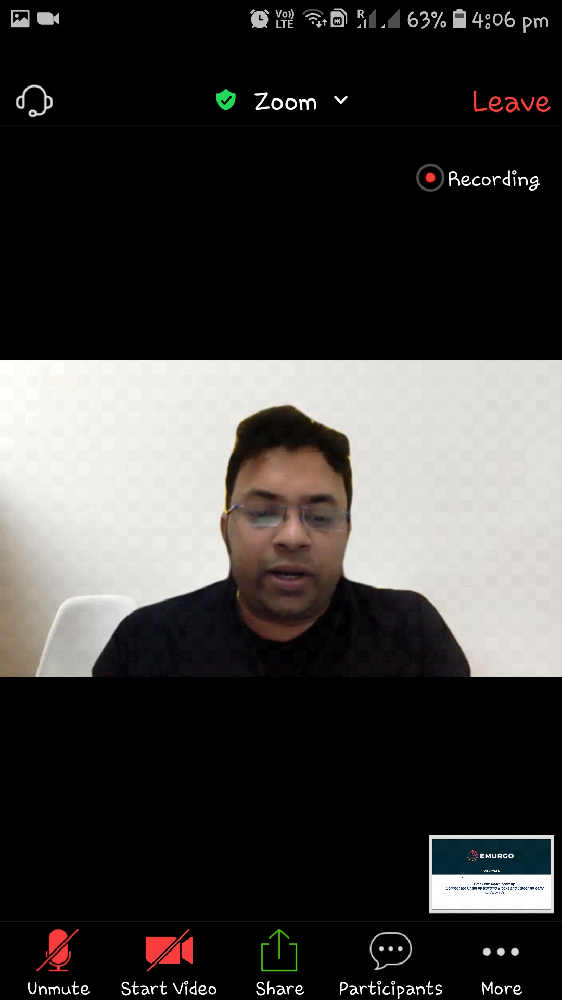 Vo))
LTE
R
63%
4:06 pm
Zoom
Leave
Recording
EMURGO
WEBINAR
Break the Chain Socially,
Connect the Chain by Building Blocks and Career for early
undergrads
Unmute
Start Video
Share
Participants
More